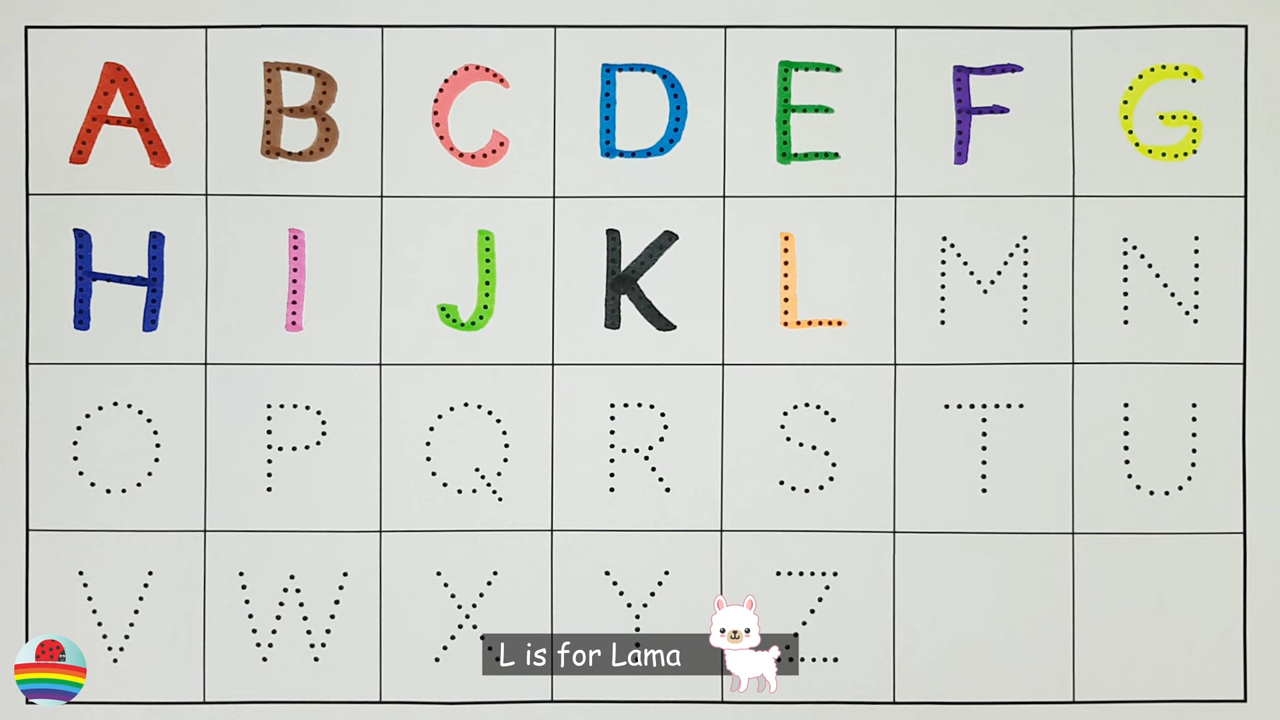 A B C D E F G
H I J K L M N
O P Q R S T U
V W X Y Z
L is for Lama